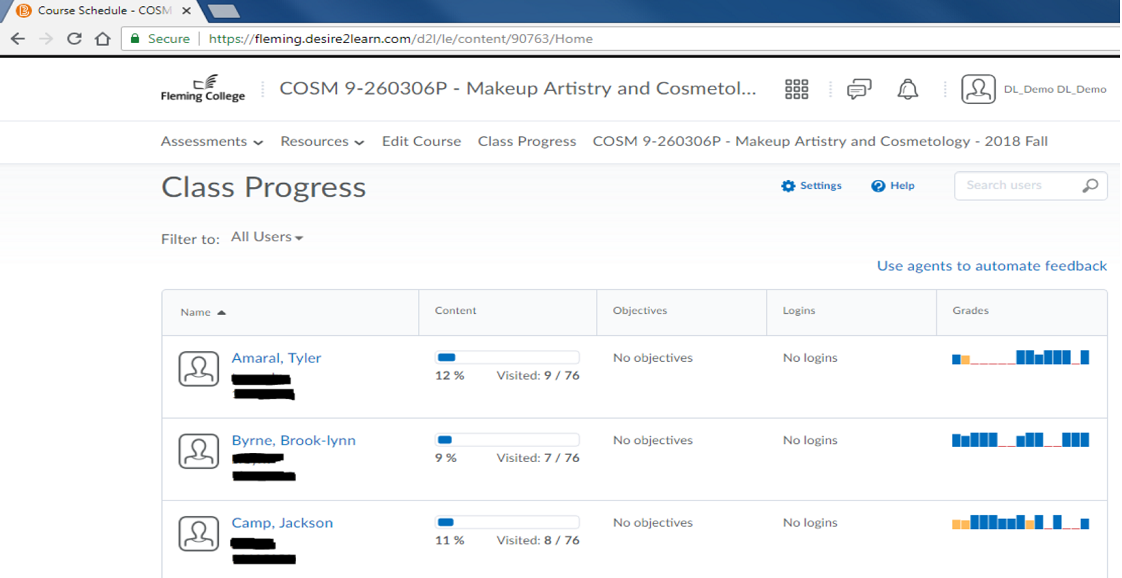 Course Schedule - COSM
Secure https://fleming.desire2learn.com/d2l/le/content/90763/Home
Fleming College COSM 9-260306P - Makeup Artistry and Cosmetol... DL_Demo DL_Demo
Assessments Resources Edit Course Class Progress COSM 9-260306P - Makeup Artistry and Cosmetology - 2018 Fall
Class Progress Settings Help Search users
Filter to: All Users
Use agents to automate feedback
Name Content Objectives Logins Grades
Amaral, Tyler No objectives No logins
12 % Visited: 9 / 76
Byrne, Brook-lynn No objectives No logins
9 % Visited: 7 / 76
Camp, Jackson No objectives No logins
11 % Visited: 8 / 76